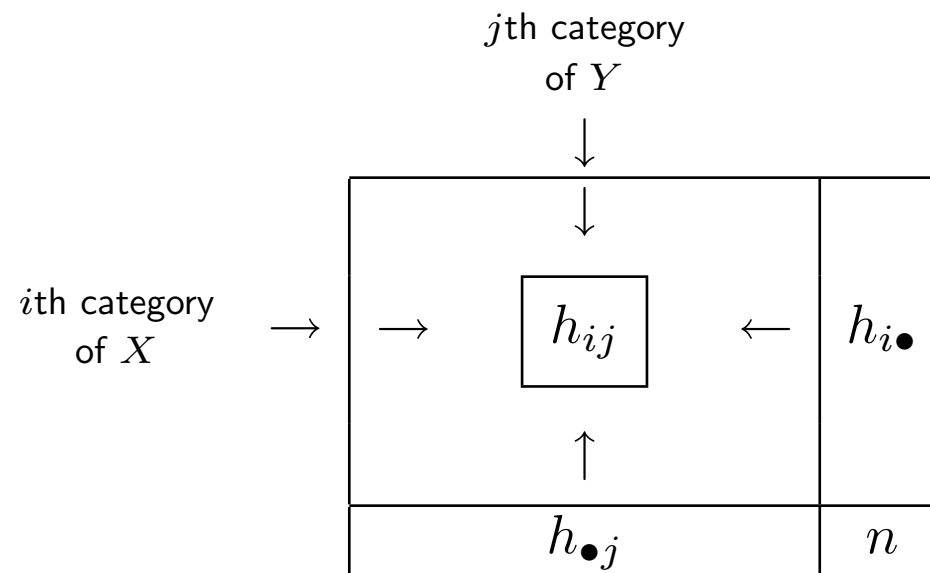 jth category
of Y
ith category
of X
h_{ij}
h_{i●}
h_{●j}
n